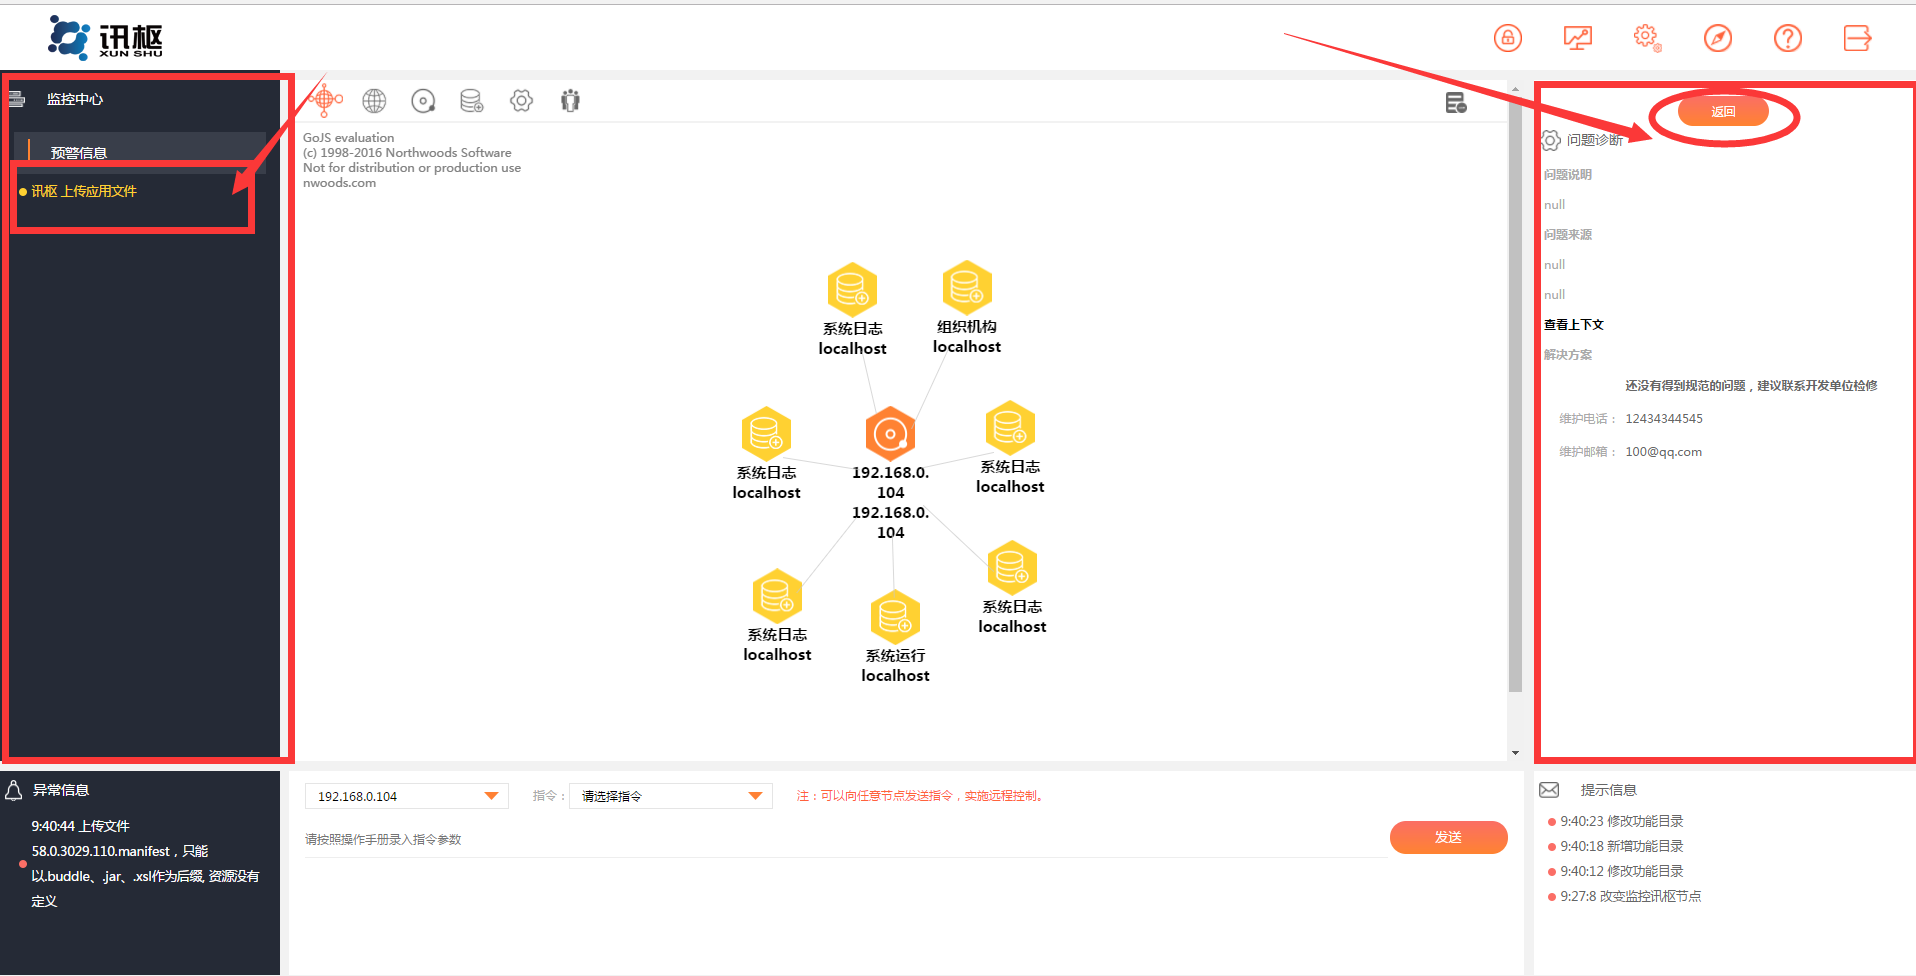 讯枢
XUN SHU
监控中心
预警信息
讯枢 上传应用文件
GoJS evaluation
(c) 1998-2016 Northwoods Software
Not for distribution or production use
nwoods.com
系统日志
localhost
组织机构
localhost
系统日志
localhost
192.168.0.
104
192.168.0.
104
系统日志
localhost
系统日志
localhost
系统运行
localhost
系统日志
localhost
返回
问题诊断
问题说明
null
问题来源
null
null
查看上下文
解决方案
还没有得到规范的问题，建议联系开发单位检修
维护电话： 12434344545
维护邮箱： 100@qq.com
异常信息
9:40:44 上传文件
58.0.3029.110.manifest，只能
以.buddle、.jar、.xsl作为后缀, 资源没有
定义
192.168.0.104
指令： 请选择指令
注：可以向任意节点发送指令，实施远程控制。
请按照操作手册录入指令参数
发送
提示信息
9:40:23 修改功能目录
9:40:18 新增功能目录
9:40:12 修改功能目录
9:27:8 改变监控讯枢节点